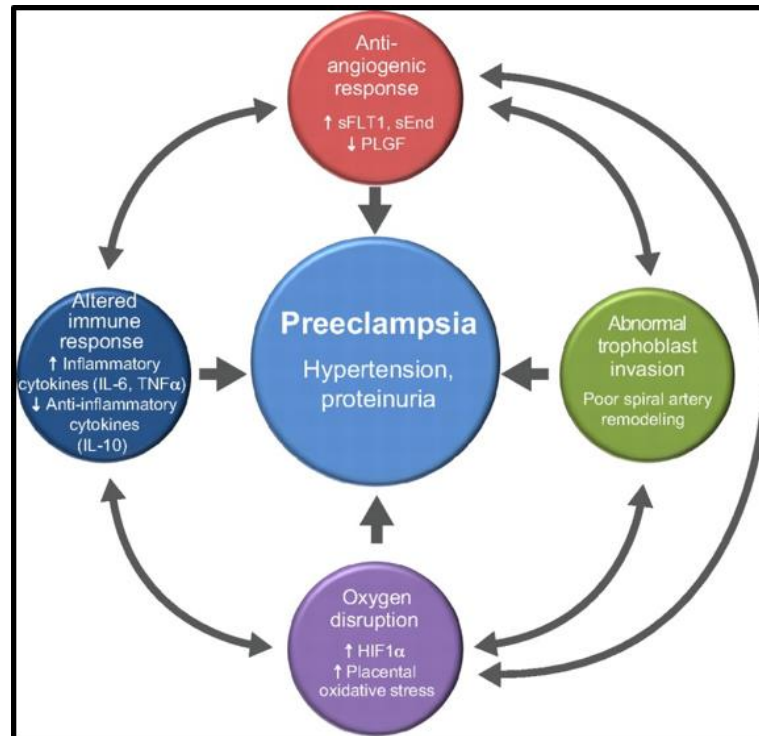 Anti-
angiogenic
response
↑ sFLT1, sEnd
↓ PLGF
Altered
immune
response
↑ Inflammatory
cytokines (IL-6, TNFα)
↓ Anti-inflammatory
cytokines
(IL-10)
Preeclampsia
Hypertension,
proteinuria
Abnormal
trophoblast
invasion
Poor spiral artery
remodeling
Oxygen
disruption
↑ HIF1α
↑ Placental
oxidative stress